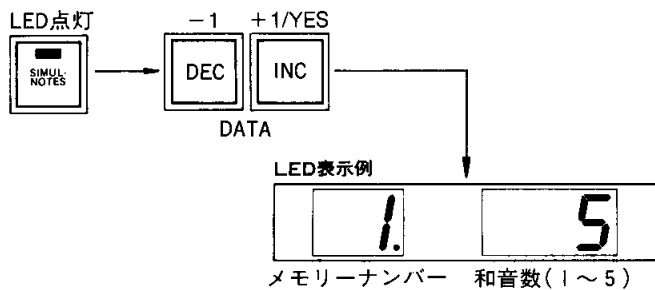 LED点灯
−1 +1/YES
SIMUL-
NOTES
DEC INC
DATA
LED表示例
1. 5
メモリーナンバー 和音数(1〜5)